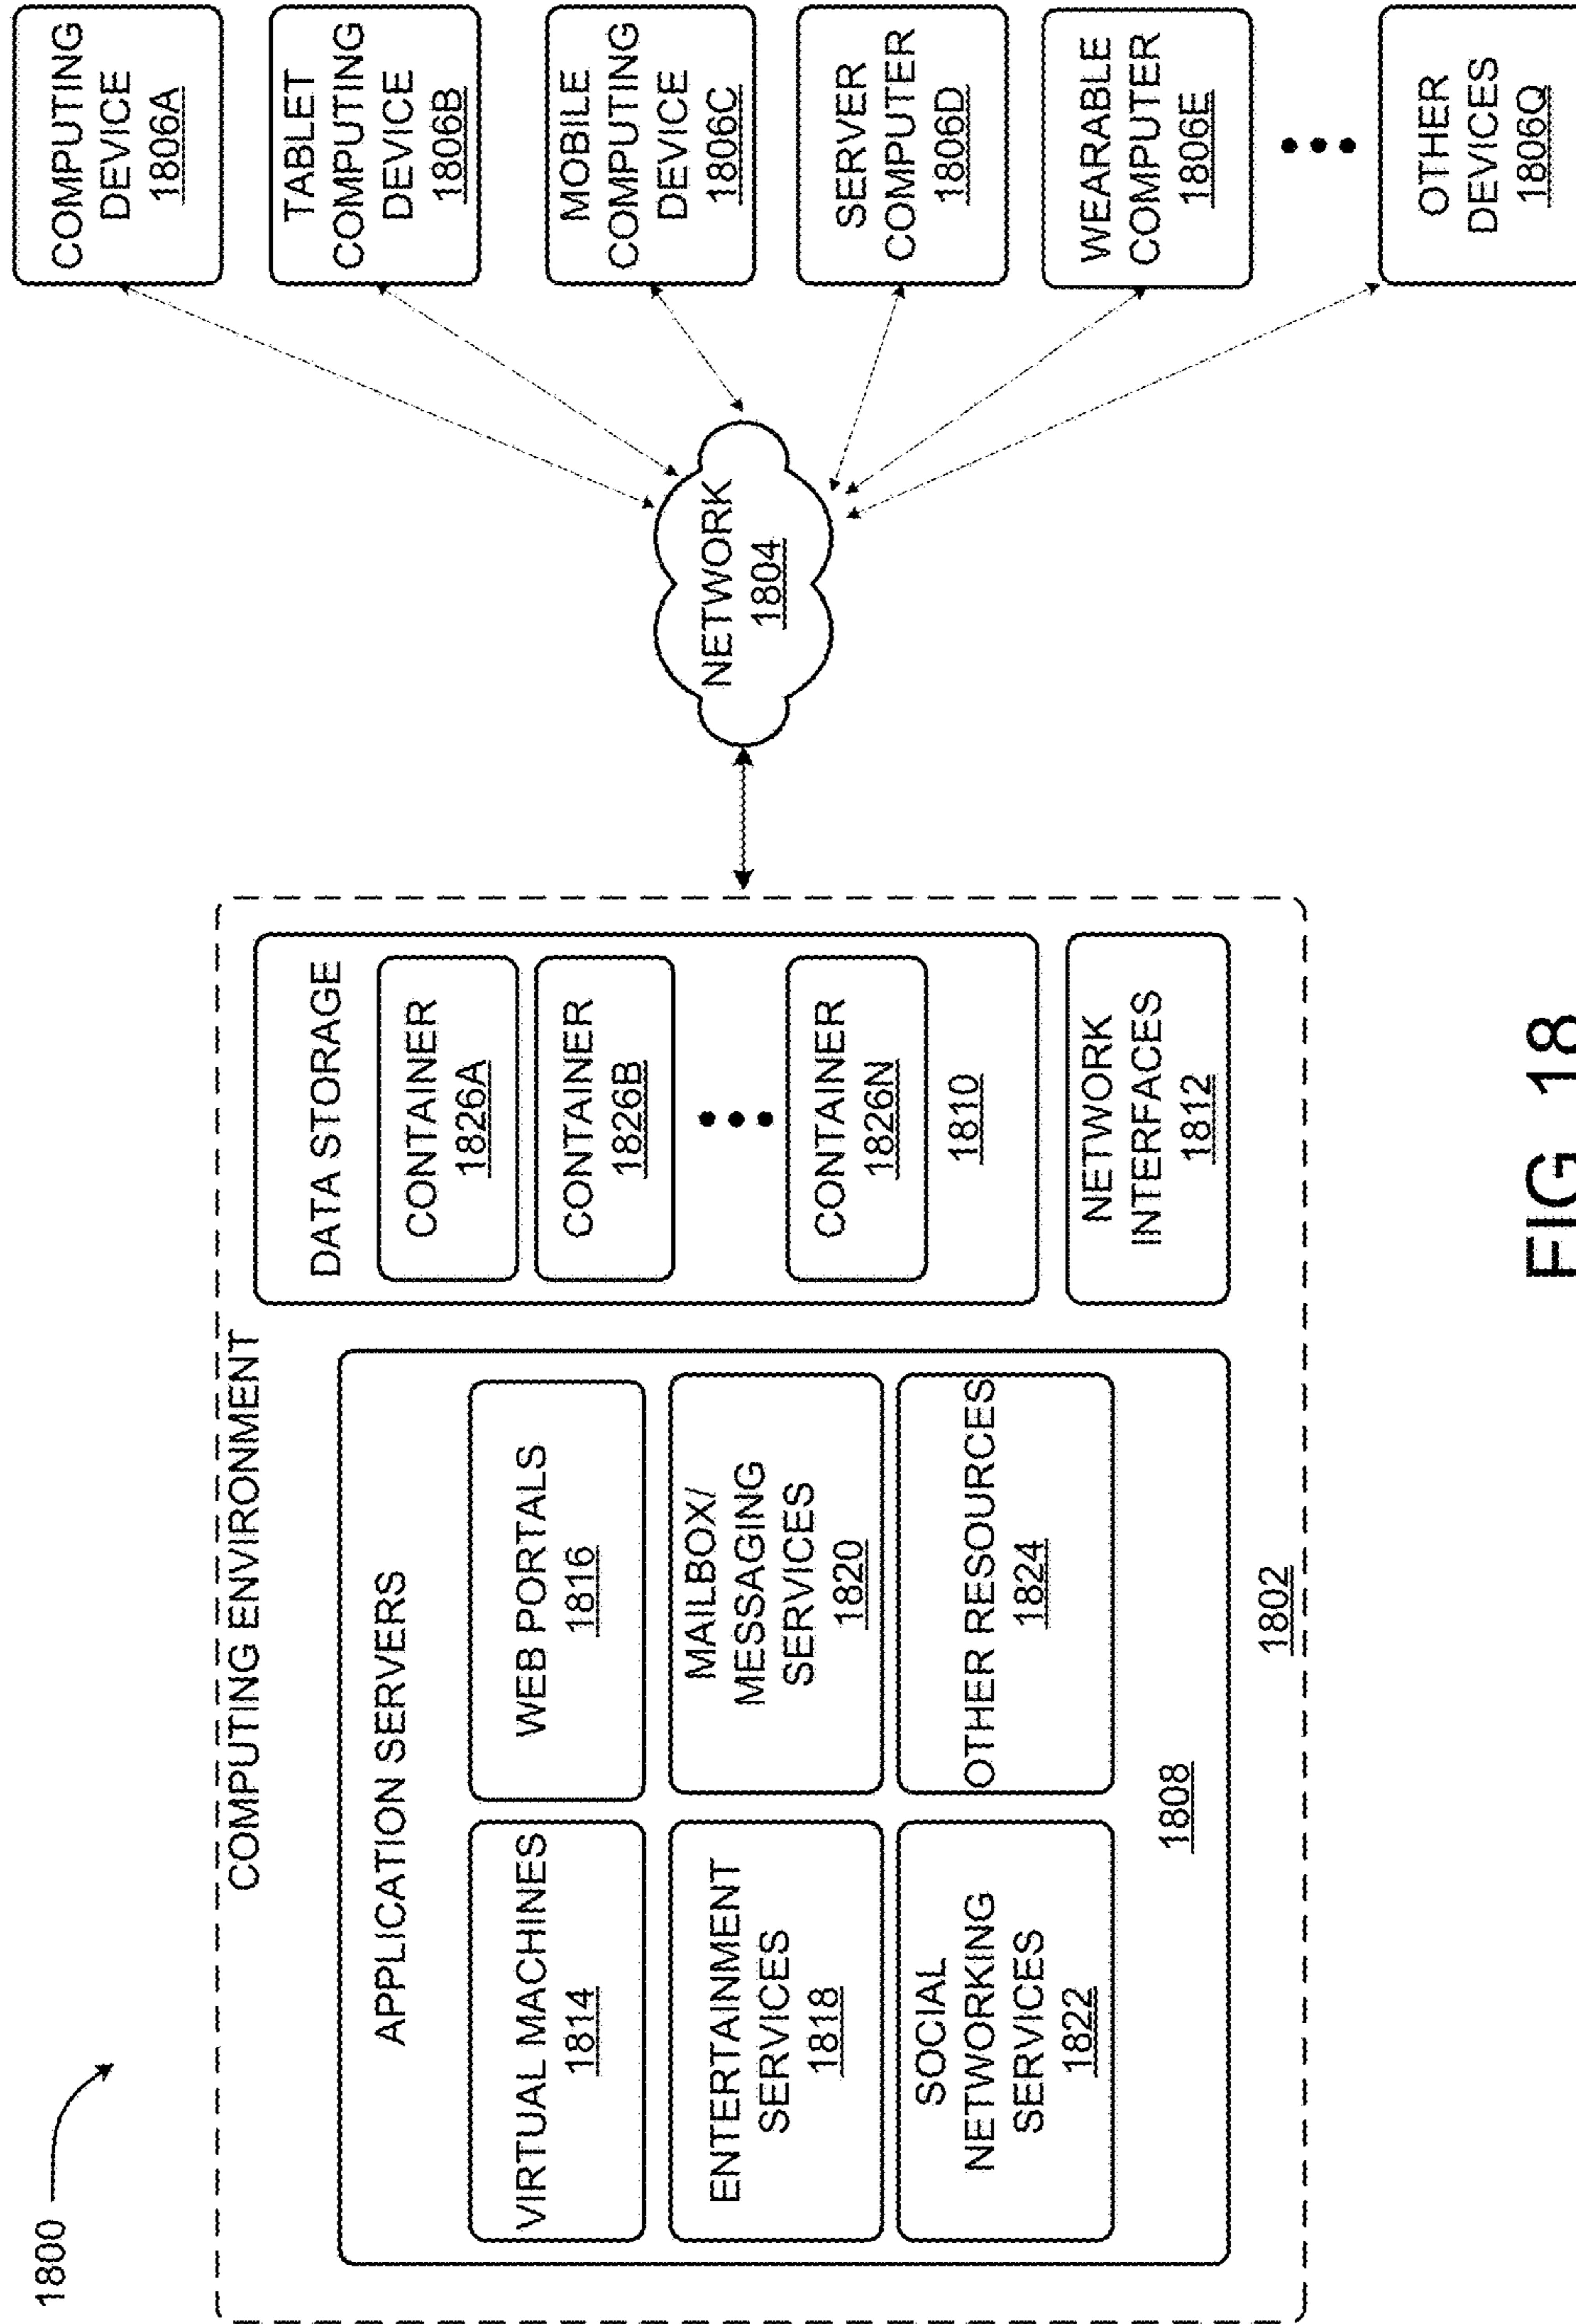 1800
COMPUTING ENVIRONMENT
APPLICATION SERVERS
VIRTUAL MACHINES
1814
WEB PORTALS
1816
ENTERTAINMENT
SERVICES
1818
MAILBOX/
MESSAGING
SERVICES
1820
SOCIAL
NETWORKING
SERVICES
1822
OTHER RESOURCES
1824
1808
1802
DATA STORAGE
CONTAINER
1826A
CONTAINER
1826B
CONTAINER
1826N
1810
NETWORK
INTERFACES
1812
NETWORK
1804
COMPUTING
DEVICE
1806A
TABLET
COMPUTING
DEVICE
1806B
MOBILE
COMPUTING
DEVICE
1806C
SERVER
COMPUTER
1806D
WEARABLE
COMPUTER
1806E
OTHER
DEVICES
1806Q
FIG. 18